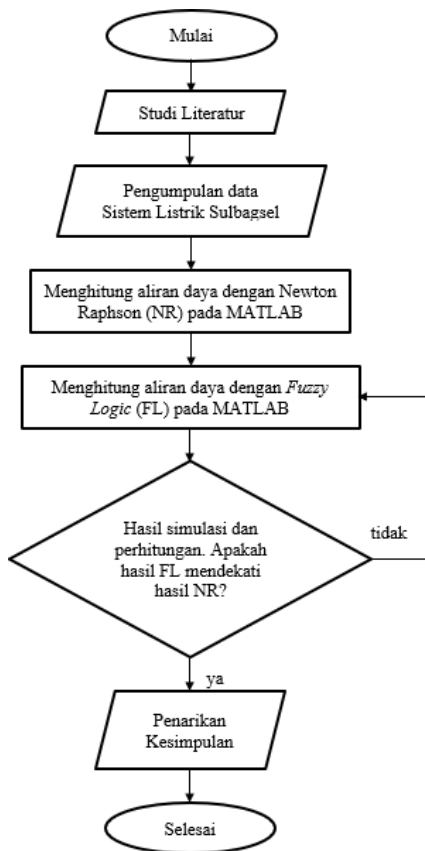 Mulai
Studi Literatur
Pengumpulan data
Sistem Listrik Sulbagsel
Menghitung aliran daya dengan Newton
Raphson (NR) pada MATLAB
Menghitung aliran daya dengan Fuzzy
Logic (FL) pada MATLAB
Hasil simulasi dan
perhitungan. Apakah
hasil FL mendekati
hasil NR?
tidak
ya
Penarikan
Kesimpulan
Selesai